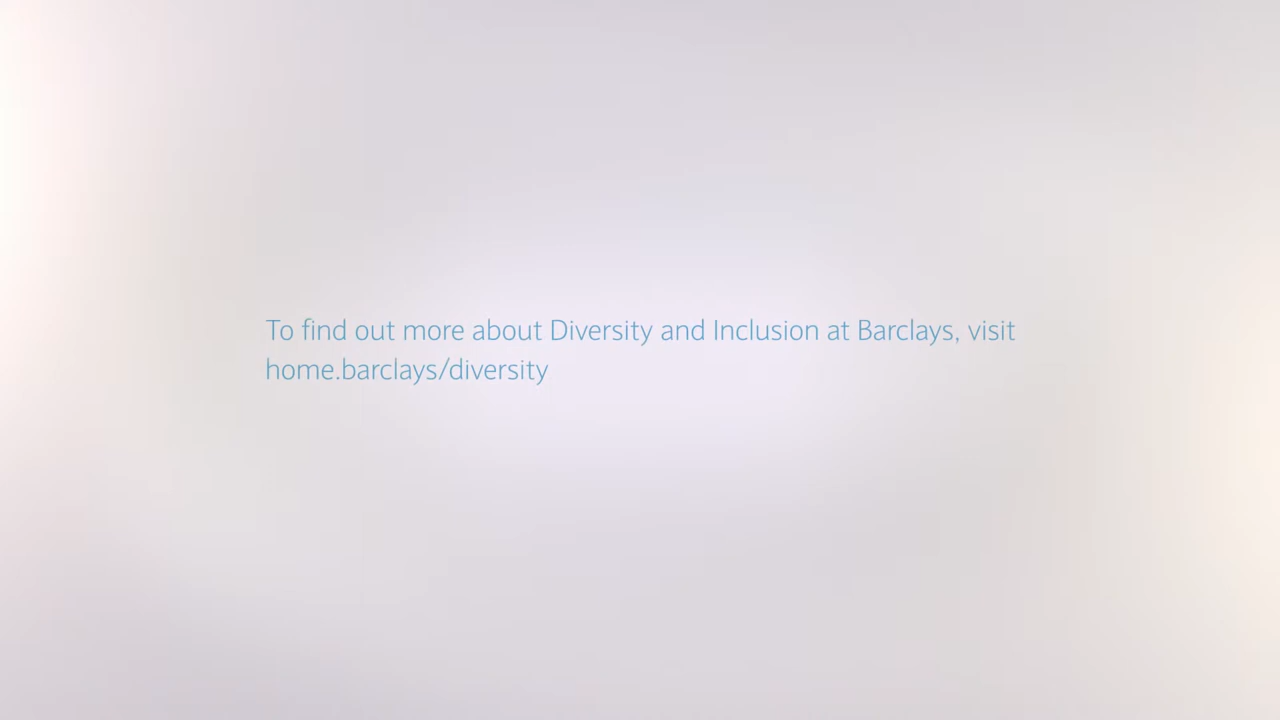 To find out more about Diversity and Inclusion at Barclays, visit
home.barclays/diversity